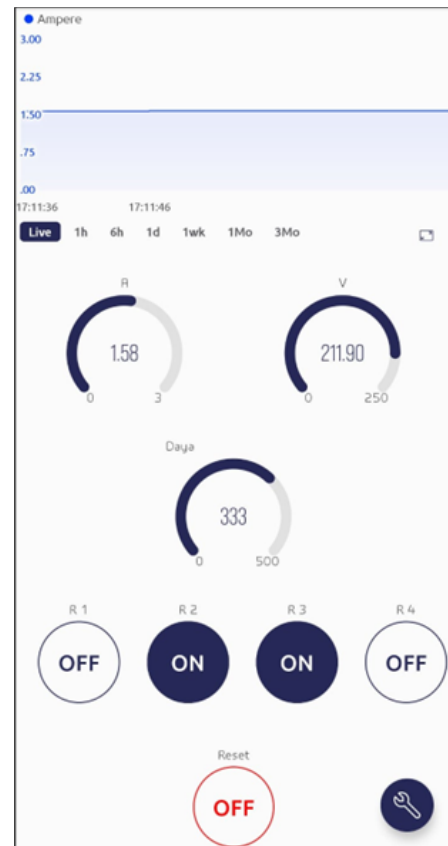 Ampere
3.00
2.25
1.50
.75
.00
17:11:36 17:11:46
Live 1h 6h 1d 1wk 1Mo 3Mo
A V
1.58 211.90
0 3 0 250
Daya
333
0 500
R 1 R 2 R 3 R 4
OFF ON ON OFF
Reset
OFF